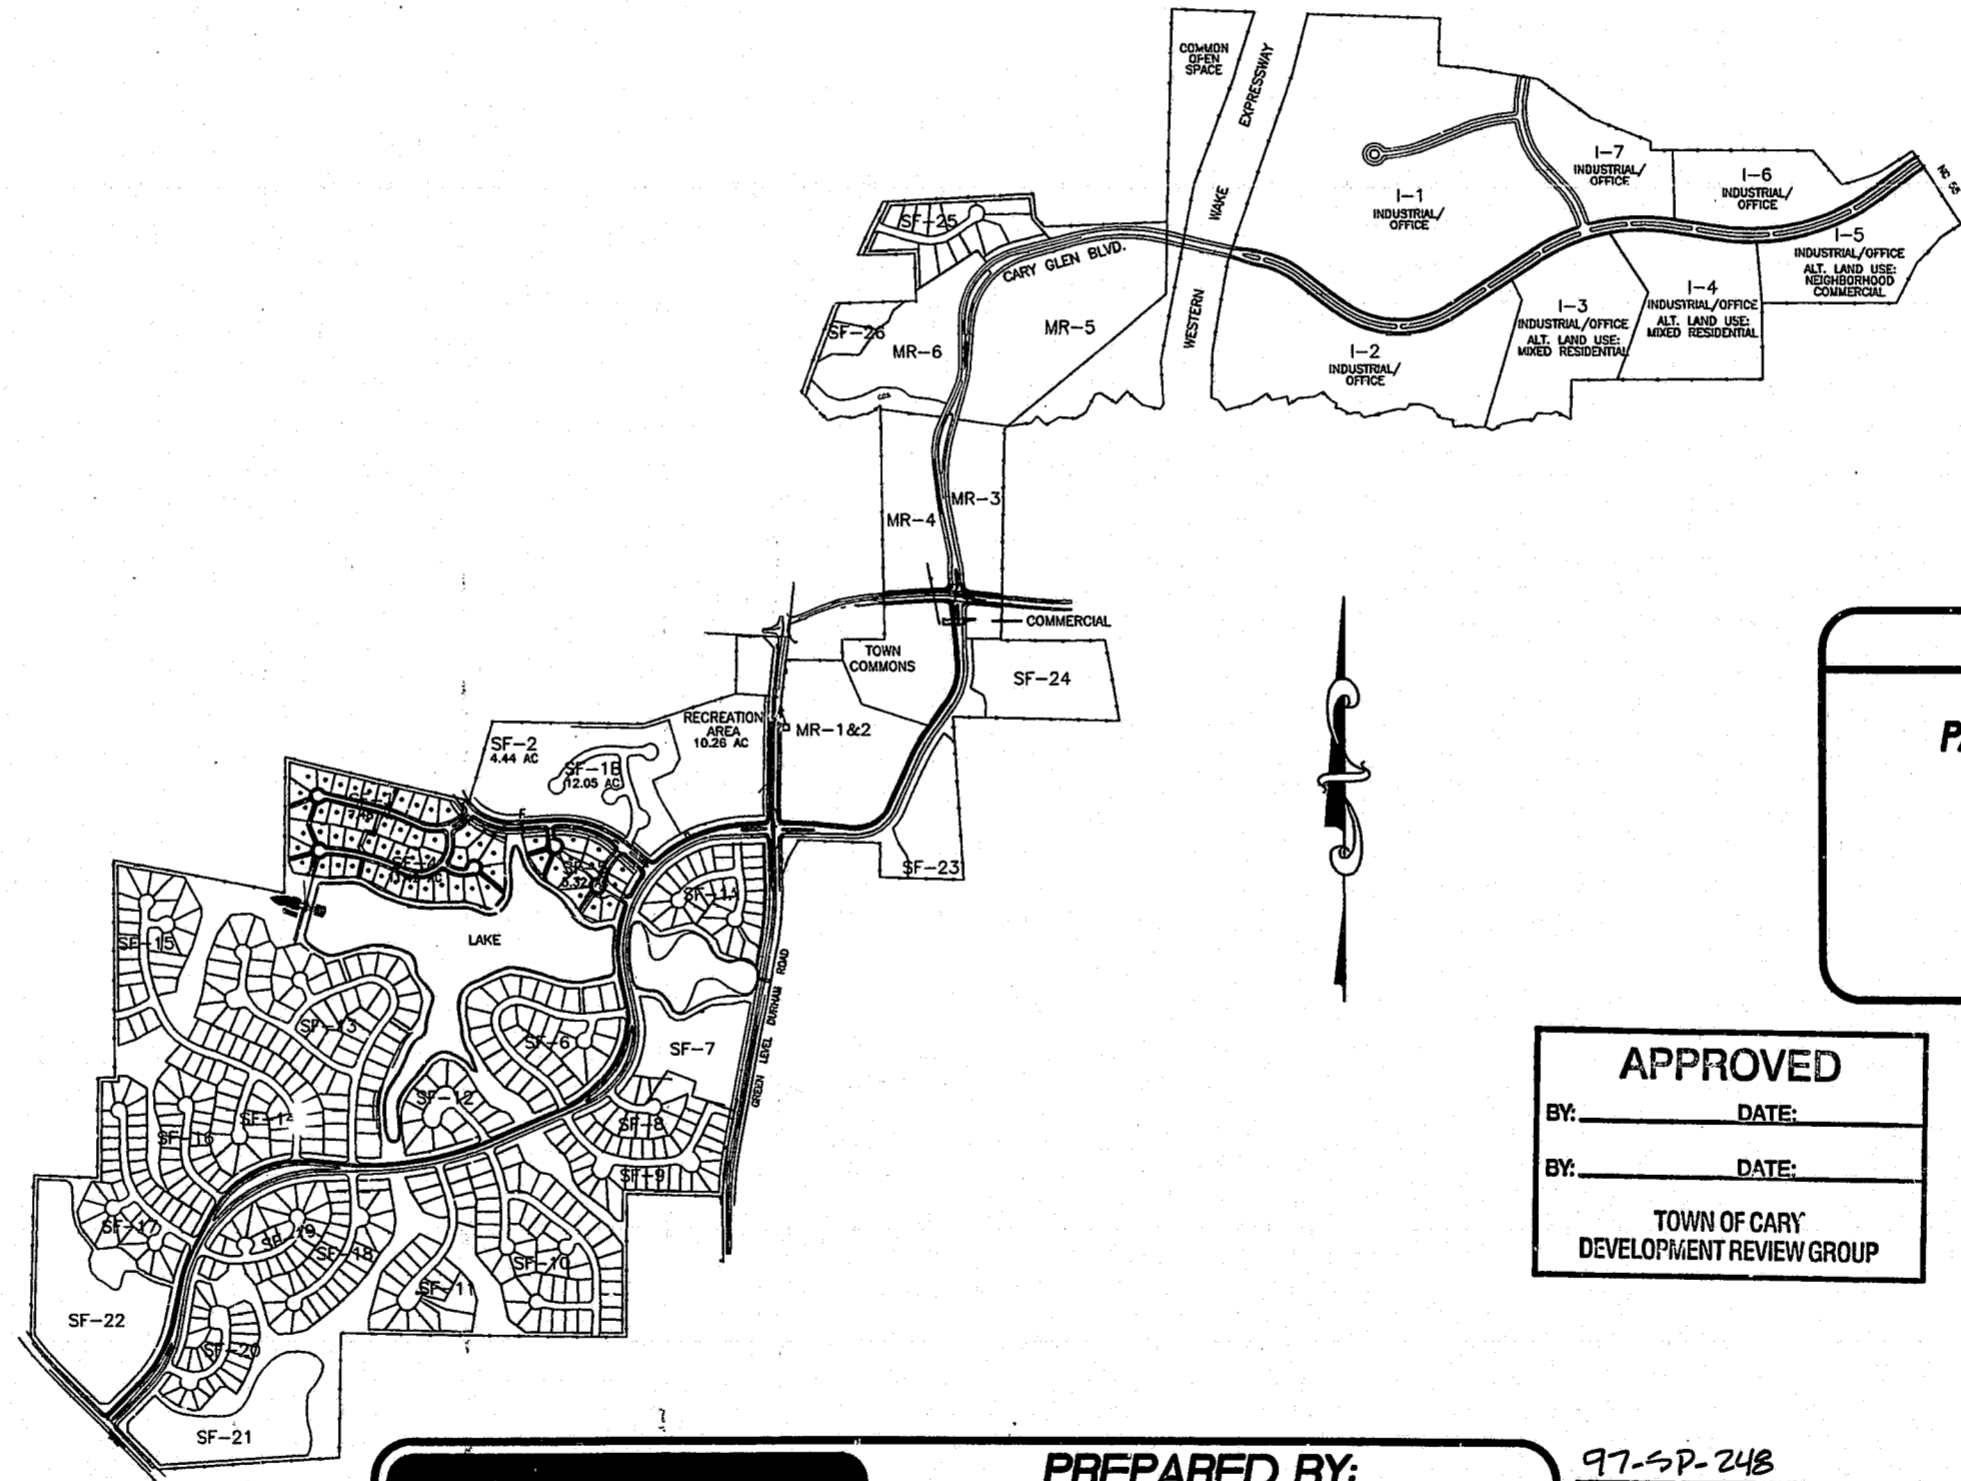 COMMON
OPEN
SPACE
EXPRESSWAY
WAKE
WESTERN
I-1
INDUSTRIAL/
OFFICE
I-7
INDUSTRIAL/
OFFICE
I-6
INDUSTRIAL/
OFFICE
I-5
INDUSTRIAL/OFFICE
ALT. LAND USE:
NEIGHBORHOOD
COMMERCIAL
I-4
INDUSTRIAL/OFFICE
ALT. LAND USE:
MIXED RESIDENTIAL
I-3
INDUSTRIAL/OFFICE
ALT. LAND USE:
MIXED RESIDENTIAL
I-2
INDUSTRIAL/
OFFICE
SF-25
CARY GLEN BLVD.
SF-26
MR-6
MR-5
MR-4
MR-3
COMMERCIAL
TOWN
COMMONS
SF-24
RECREATION
AREA
10.26 AC
MR-1&2
SF-2
4.44 AC
SF-1B
12.05 AC
SF-23
LAKE
SF-15
SF-13
SF-6
SF-7
GREEN LEVEL DURHAM ROAD
SF-12
SF-14
SF-16
SF-8
SF-9
SF-17
SF-19
SF-18
SF-10
SF-11
SF-22
SF-20
SF-21
APPROVED
BY: DATE:
BY: DATE:
TOWN OF CARY
DEVELOPMENT REVIEW GROUP
PREPARED BY:
97-SP-248